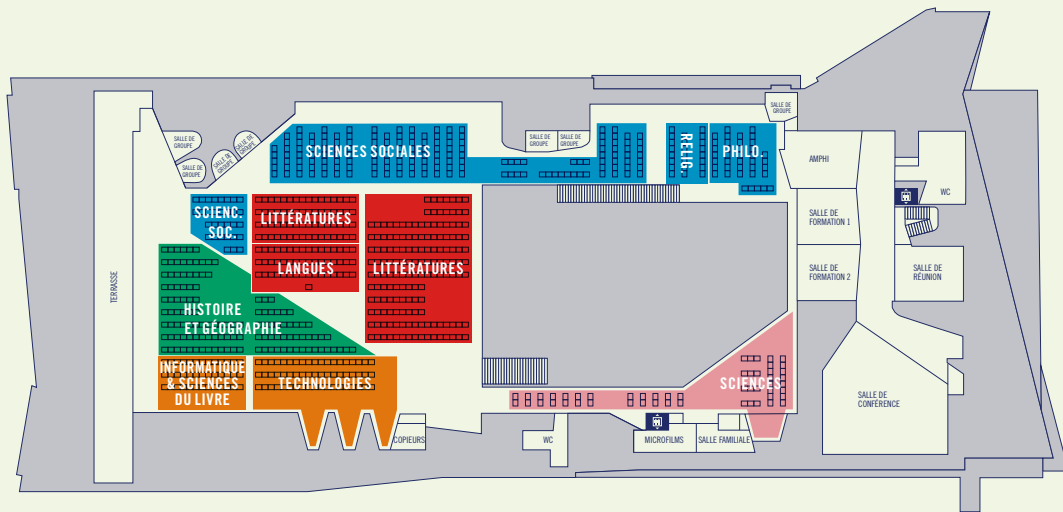 SALLE DE
GROUPE
SALLE DE
GROUPE
SALLE DE
GROUPE
SALLE DE
GROUPE
SCIENCES SOCIALES
SALLE DE
GROUPE
SALLE DE
GROUPE
RELIG.
PHILO.
SALLE DE
GROUPE
AMPHI
WC
SCIENC.
SOC.
LITTÉRATURES
LANGUES
LITTÉRATURES
SALLE DE
FORMATION 1
SALLE DE
FORMATION 2
SALLE DE
RÉUNION
TERRASSE
HISTOIRE
ET GÉOGRAPHIE
INFORMATIQUE
& SCIENCES
DU LIVRE
TECHNOLOGIES
SCIENCES
SALLE DE
CONFÉRENCE
COPIEURS
WC
MICROFILMS
SALLE FAMILIALE